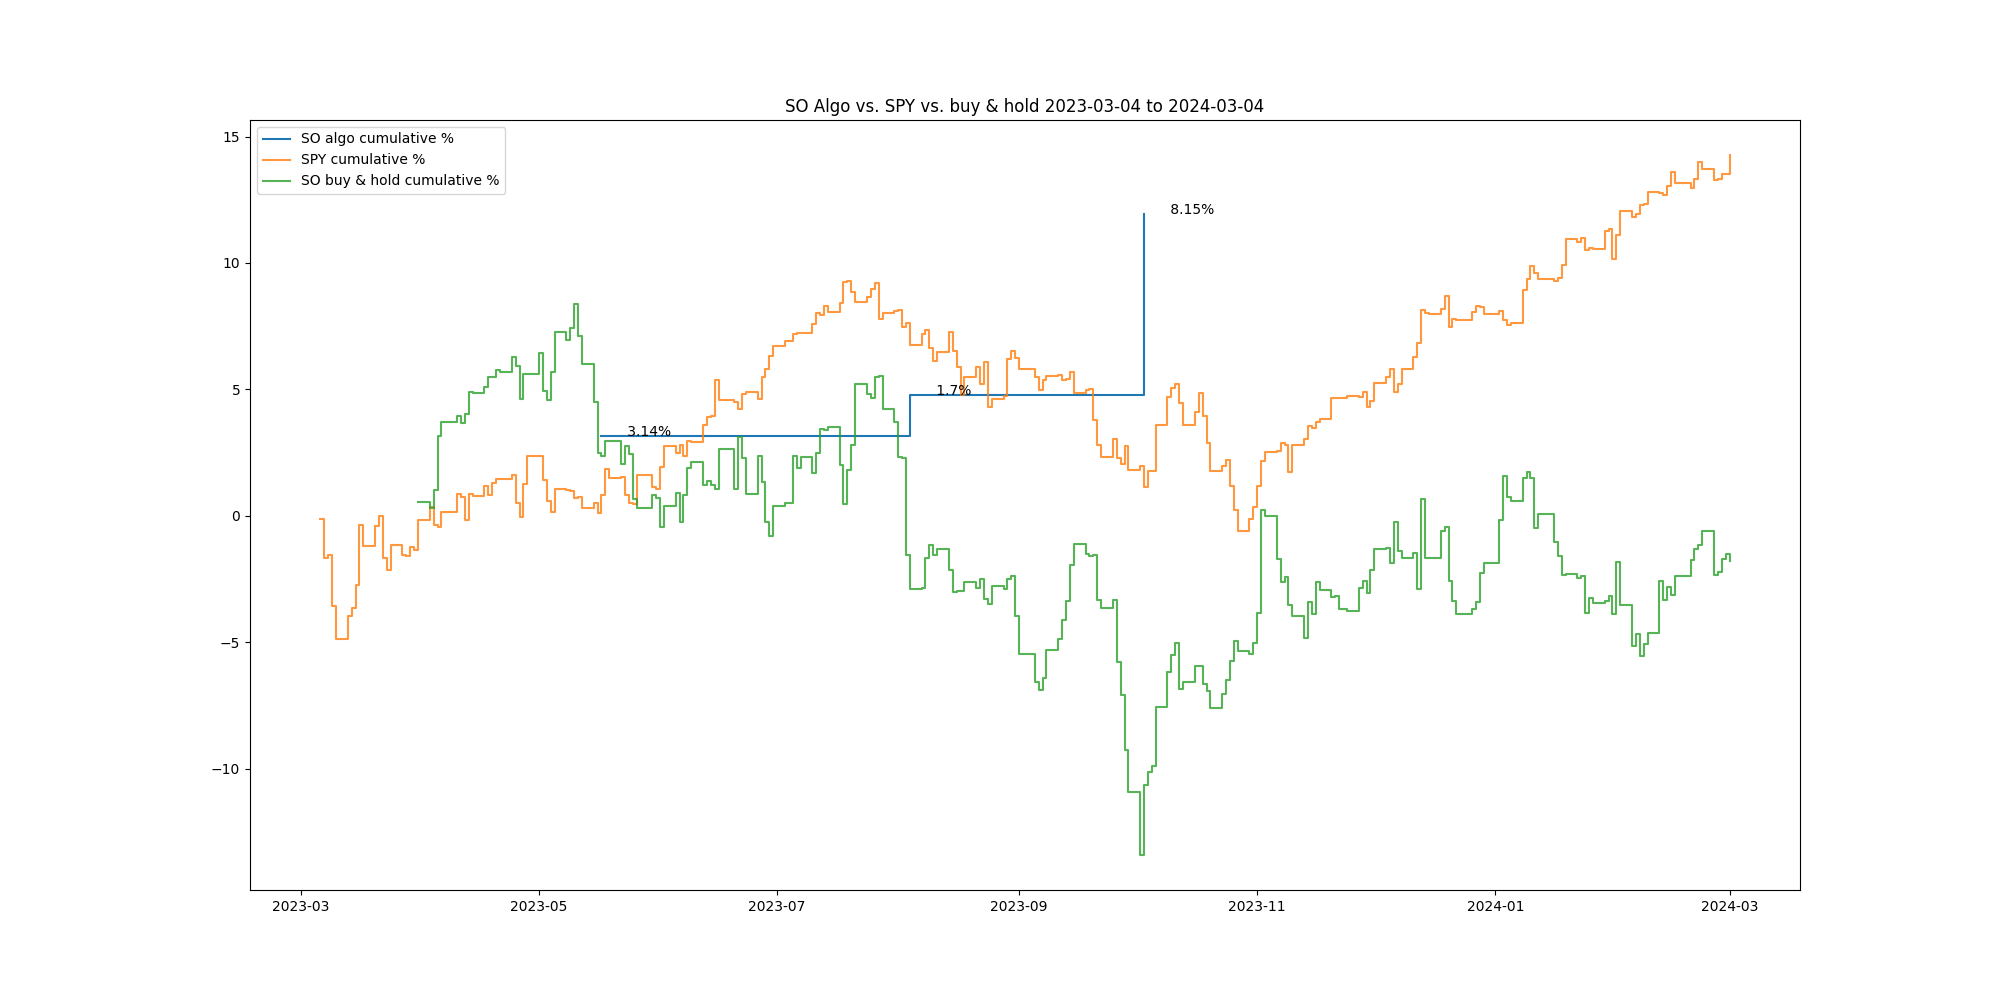 SO Algo vs. SPY vs. buy & hold 2023-03-04 to 2024-03-04
SO algo cumulative %
SPY cumulative %
SO buy & hold cumulative %
15
10
5
0
−5
−10
8.15%
1.7%
3.14%
2023-03 2023-05 2023-07 2023-09 2023-11 2024-01 2024-03